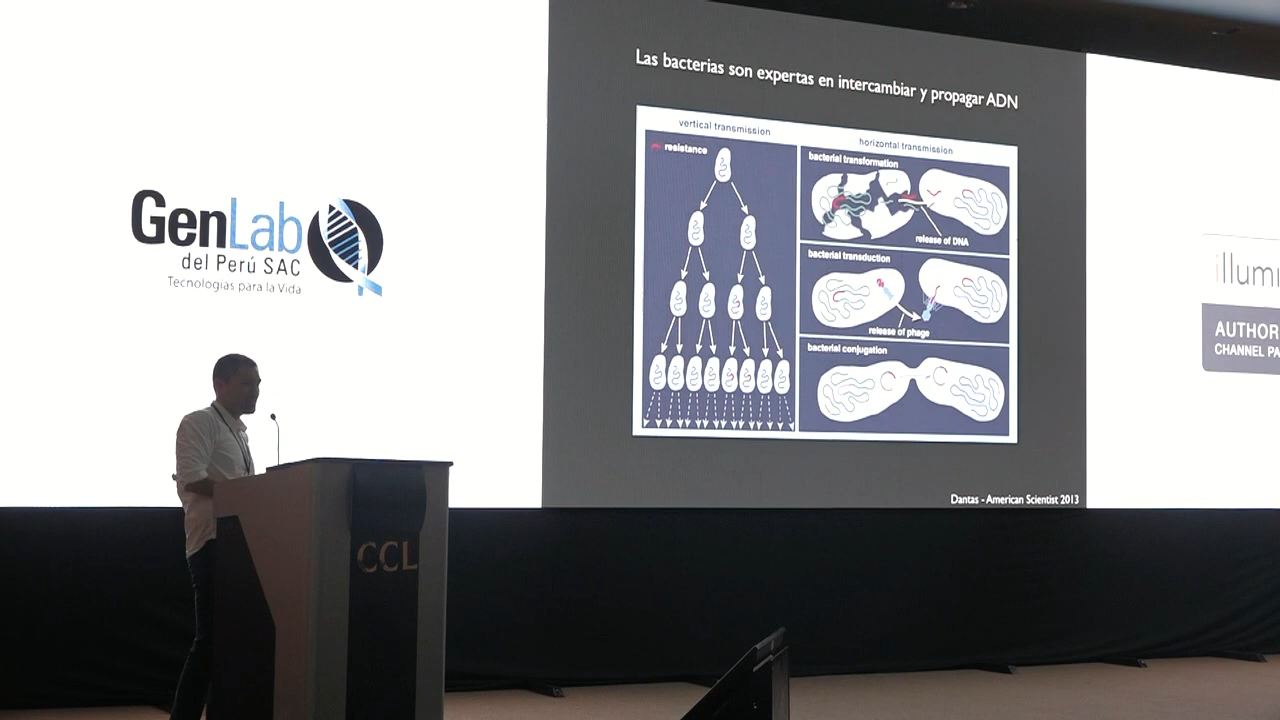 Las bacterias son expertas en intercambiar y propagar ADN
vertical transmission
resistance
horizontal transmission
bacterial transformation
release of DNA
bacterial transduction
release of phage
bacterial conjugation
Dantas - American Scientist 2013
GenLab
del Perú SAC
Tecnologías para la Vida
illumi
AUTHOR
CHANNEL PA
CCL